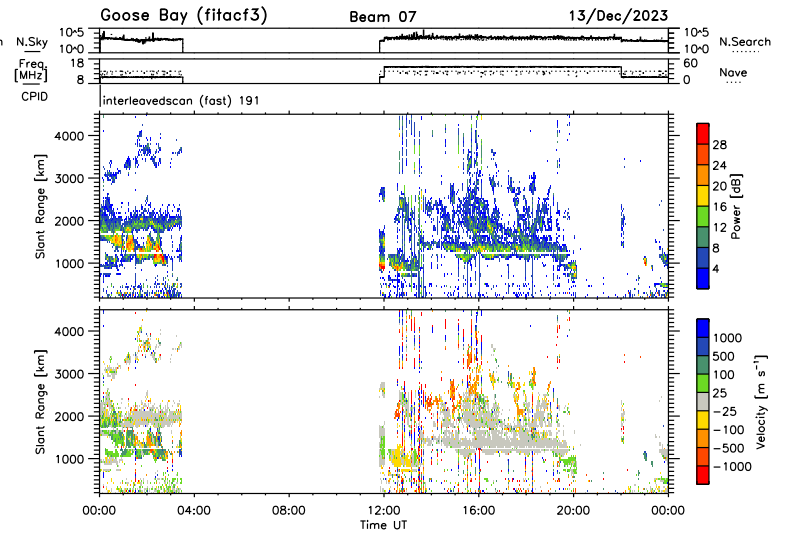 Goose Bay (fitacf3) Beam 07 13/Dec/2023
n N.Sky 10^5 10^0 10^5 10^0 N.Search
Freq. [MHz] 18 8 60 0 Nave
CPID interleavedscan (fast) 191
Slant Range [km] 4000 3000 2000 1000
28 24 20 16 12 8 4 Power [dB]
Slant Range [km] 4000 3000 2000 1000
1000 500 100 25 -25 -100 -500 -1000 Velocity [m s^-1]
00:00 04:00 08:00 12:00 16:00 20:00 00:00
Time UT